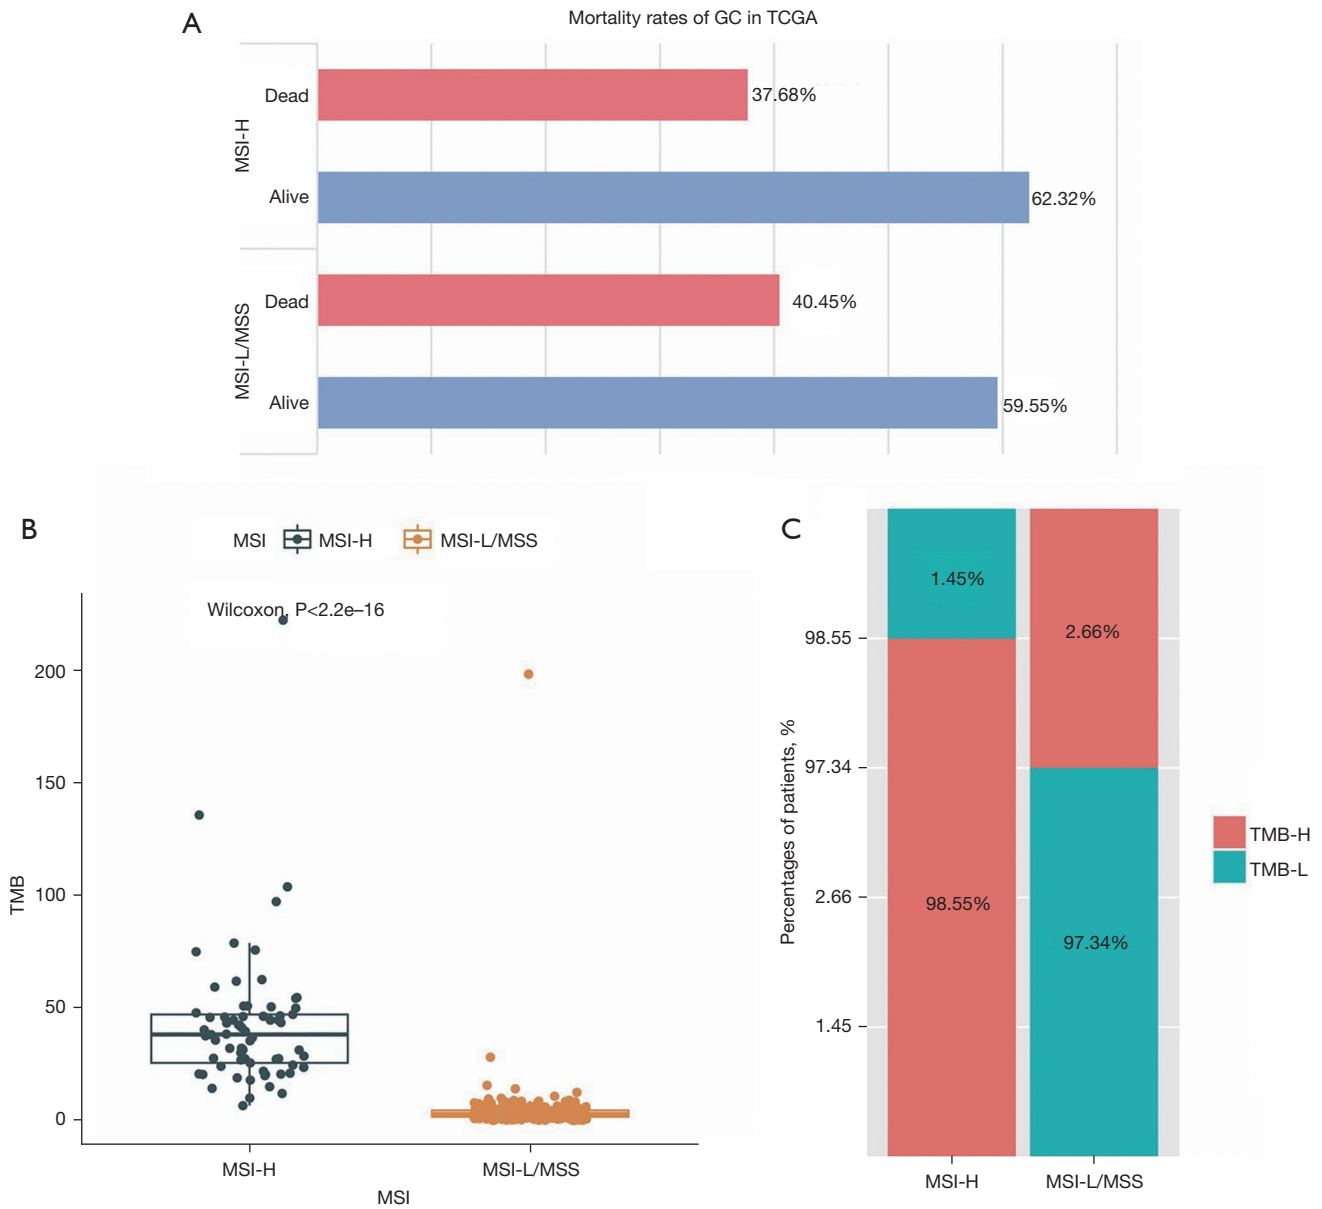 A
Mortality rates of GC in TCGA
MSI-H
Dead
37.68%
Alive
62.32%
MSI-L/MSS
Dead
40.45%
Alive
59.55%
B
MSI MSI-H MSI-L/MSS
Wilcoxon, P<2.2e–16
TMB
200
150
100
50
0
MSI-H MSI-L/MSS
MSI
C
Percentages of patients, %
98.55
97.34
2.66
1.45
1.45%
2.66%
98.55%
97.34%
MSI-H MSI-L/MSS
TMB-H
TMB-L